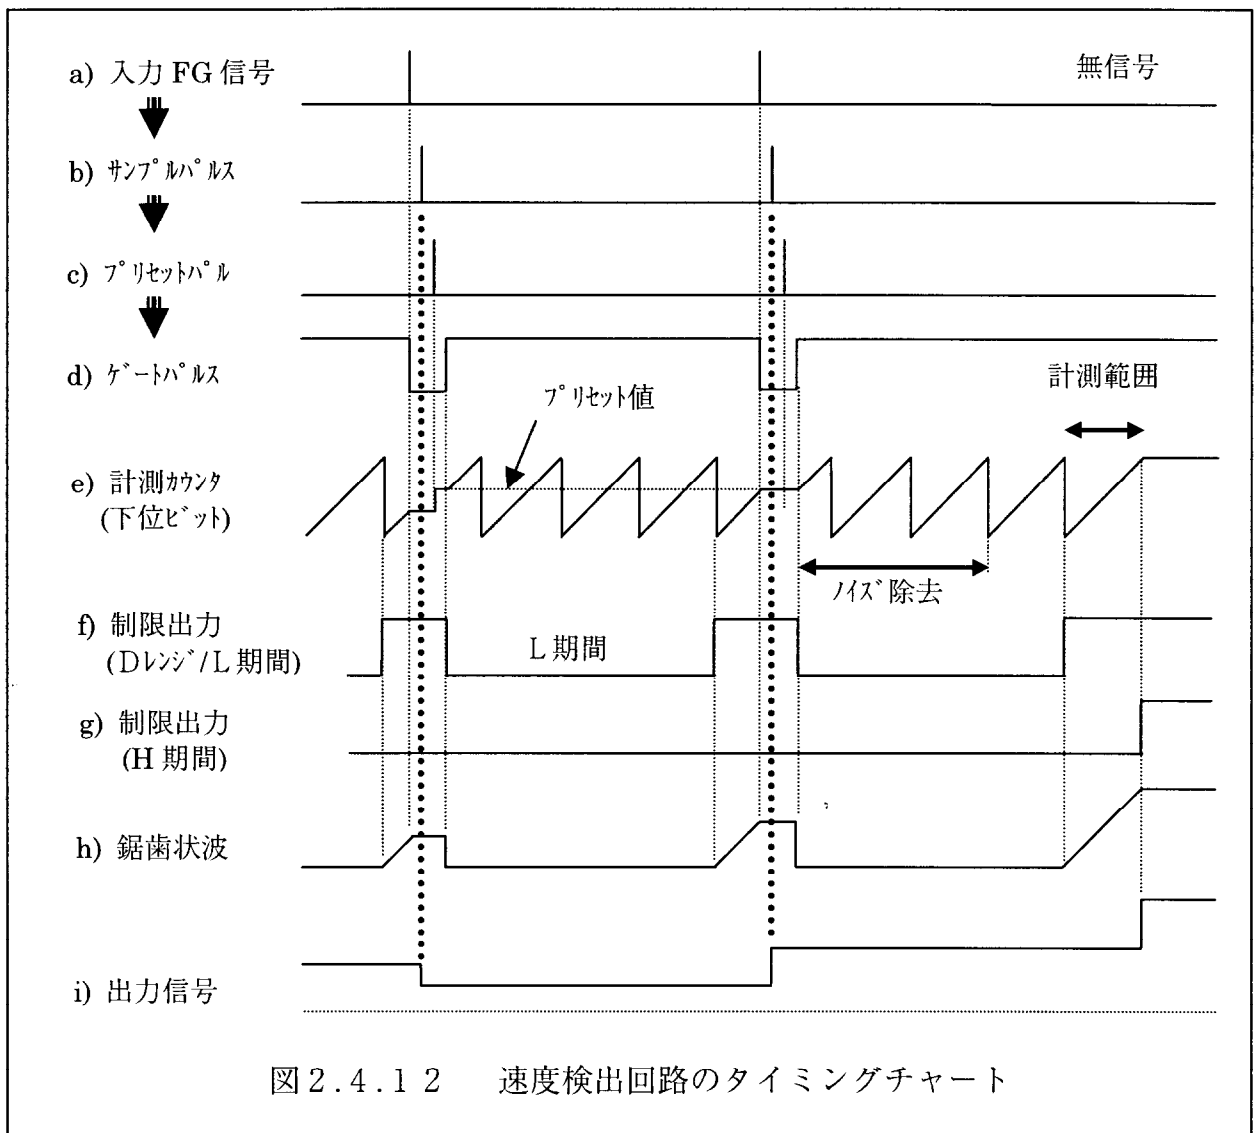 a) 入力 FG 信号
無信号
b) ｻﾝﾌﾟﾙﾊﾟﾙｽ
c) ﾌﾟﾘｾｯﾄﾊﾟﾙ
d) ｹﾞｰﾄﾊﾟﾙｽ
計測範囲
ﾌﾟﾘｾｯﾄ値
e) 計測ｶｳﾝﾀ
(下位ﾋﾞｯﾄ)
ﾉｲｽﾞ除去
f) 制限出力
(Dﾚﾝｼﾞ/L 期間)
L 期間
g) 制限出力
(H 期間)
h) 鋸歯状波
i) 出力信号
図2.4.12 速度検出回路のタイミングチャート